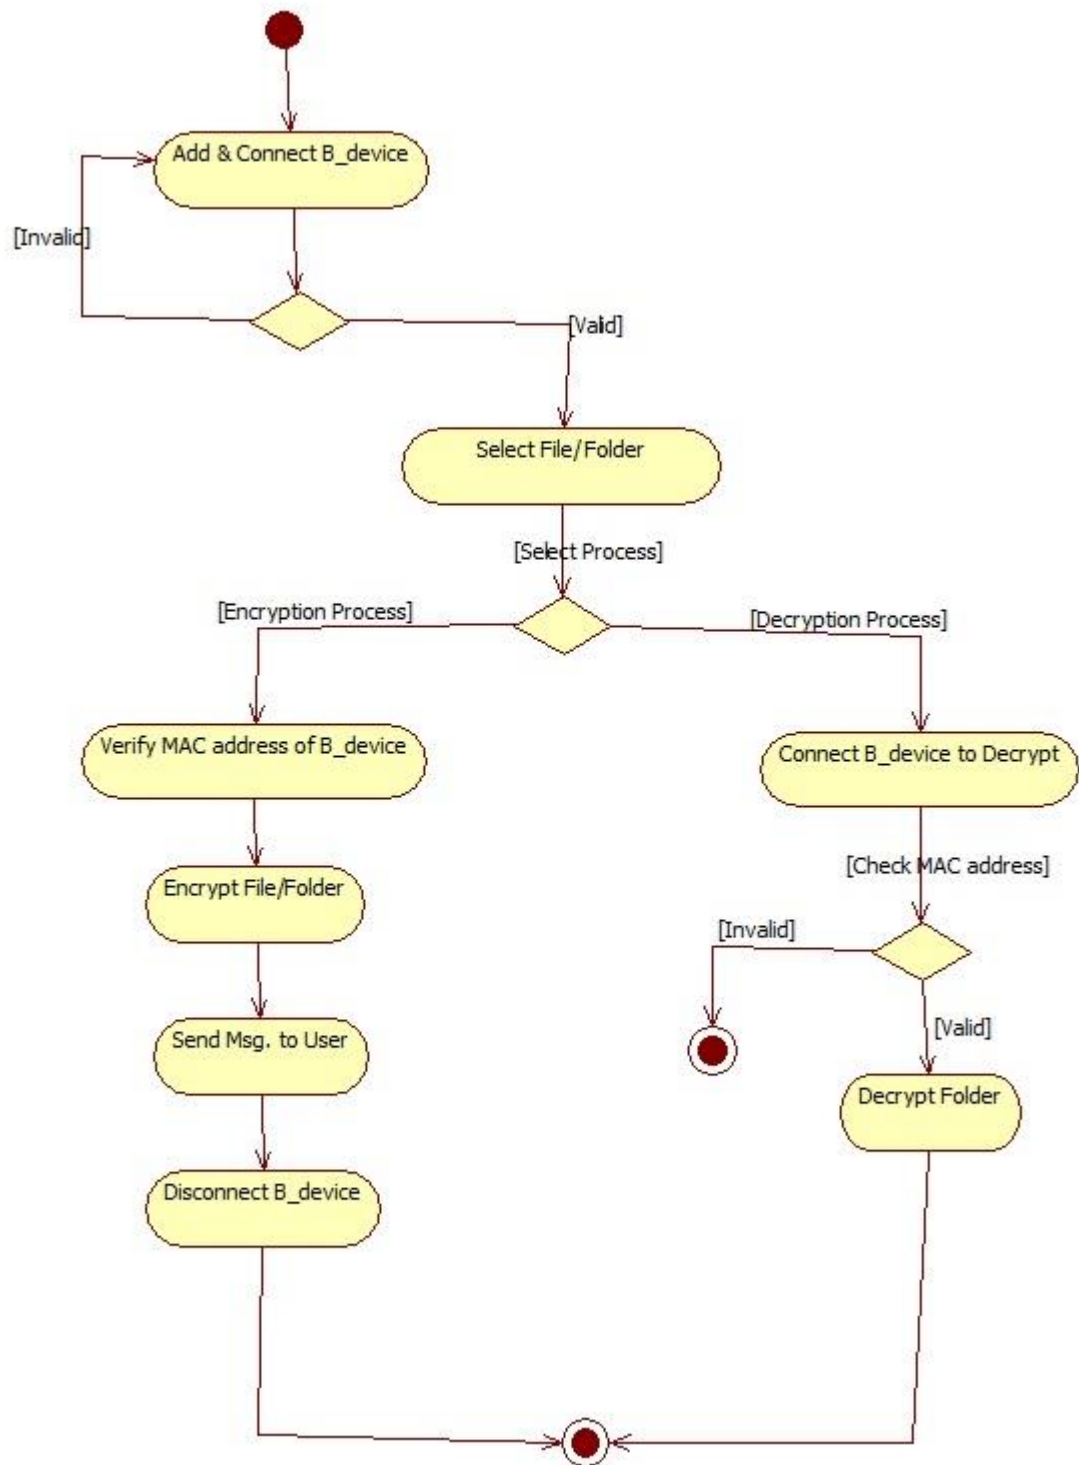 Add & Connect B_device
[Invalid]
[Valid]
Select File/Folder
[Select Process]
[Encryption Process]
[Decryption Process]
Verify MAC address of B_device
Connect B_device to Decrypt
Encrypt File/Folder
[Check MAC address]
[Invalid]
Send Msg. to User
[Valid]
Decrypt Folder
Disconnect B_device